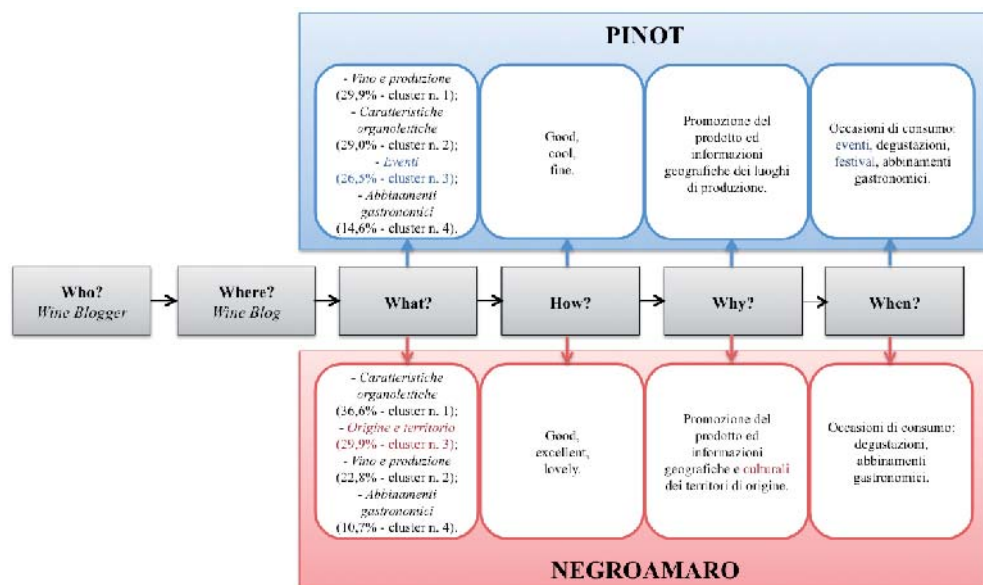 PINOT
- Vino e produzione
(29,9% - cluster n. 1);
- Caratteristiche
organolettiche
(29,0% - cluster n. 2);
- Eventi
(26,5% - cluster n. 3);
- Abbinamenti
gastronomici
(14,6% - cluster n. 4).
Good,
cool,
fine.
Promozione del
prodotto ed
informazioni
geografiche dei luoghi
di produzione.
Occasioni di consumo:
eventi, degustazioni,
festival, abbinamenti
gastronomici.
Who?
Wine Blogger
Where?
Wine Blog
What?
How?
Why?
When?
- Caratteristiche
organolettiche
(36,6% - cluster n. 1);
- Origine e territorio
(29,9% - cluster n. 3);
- Vino e produzione
(22,8% - cluster n. 2);
- Abbinamenti
gastronomici
(10,7% - cluster n. 4).
Good,
excellent,
lovely.
Promozione del
prodotto ed
informazioni
geografiche e culturali
dei territori di origine.
Occasioni di consumo:
degustazioni,
abbinamenti
gastronomici.
NEGROAMARO